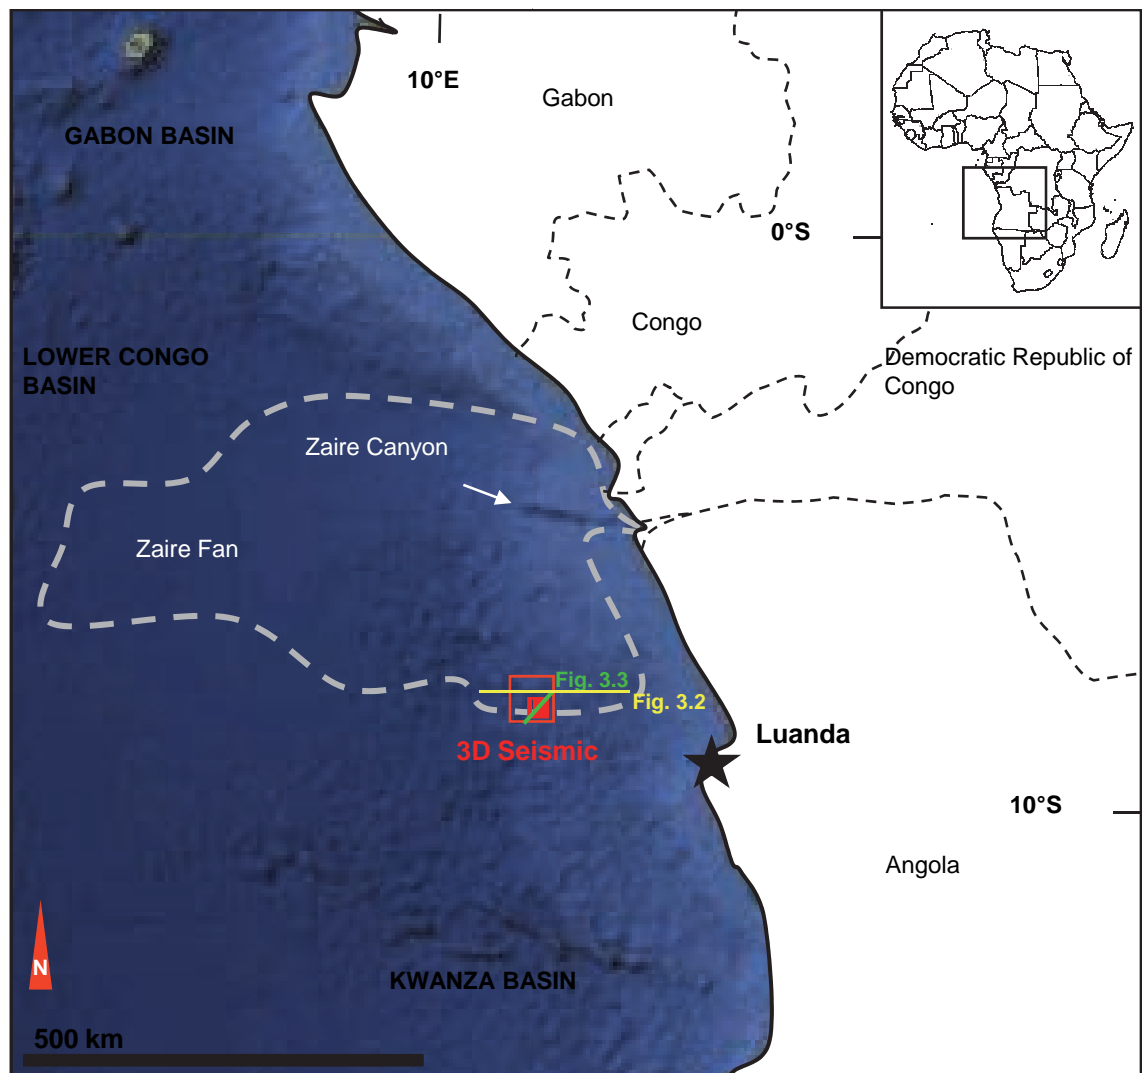 10°E
Gabon
GABON BASIN
0°S
Congo
LOWER CONGO
BASIN
Democratic Republic of
Congo
Zaire Canyon
Zaire Fan
Fig. 3.3
Fig. 3.2
3D Seismic
Luanda
10°S
Angola
N
KWANZA BASIN
500 km